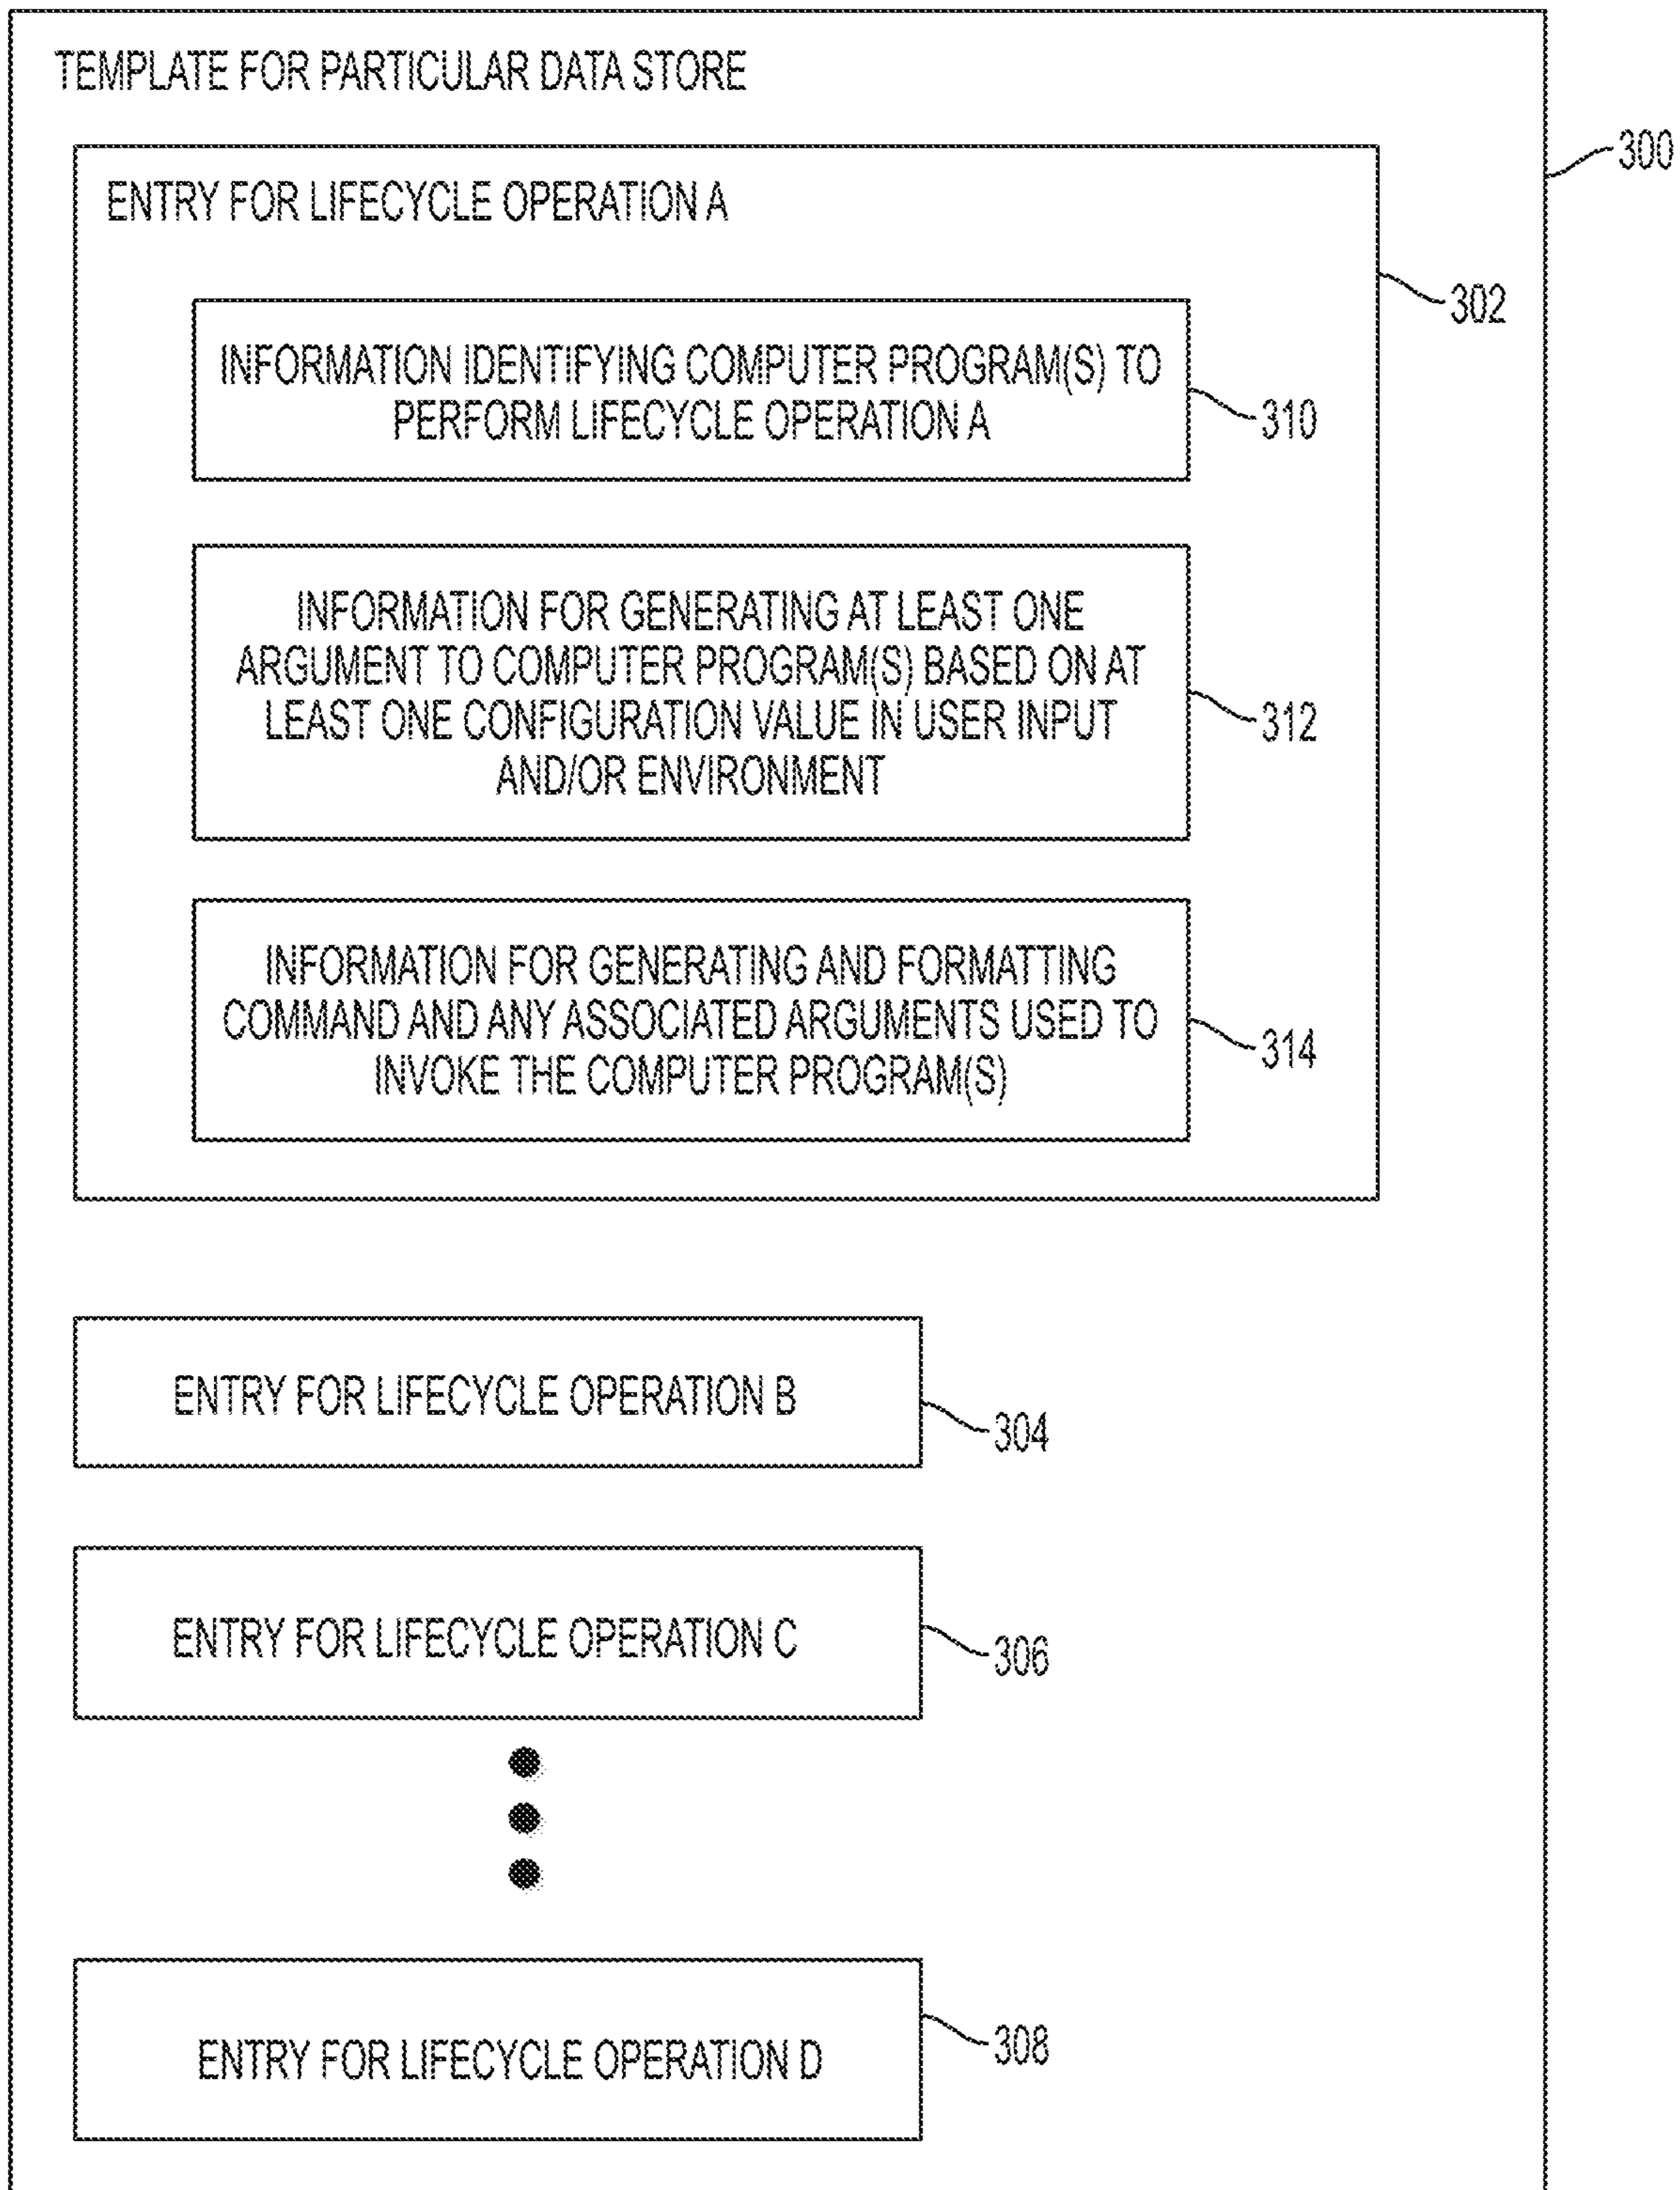 TEMPLATE FOR PARTICULAR DATA STORE
300
ENTRY FOR LIFECYCLE OPERATION A
302
INFORMATION IDENTIFYING COMPUTER PROGRAM(S) TO
PERFORM LIFECYCLE OPERATION A
310
INFORMATION FOR GENERATING AT LEAST ONE
ARGUMENT TO COMPUTER PROGRAM(S) BASED ON AT
LEAST ONE CONFIGURATION VALUE IN USER INPUT
AND/OR ENVIRONMENT
312
INFORMATION FOR GENERATING AND FORMATTING
COMMAND AND ANY ASSOCIATED ARGUMENTS USED TO
INVOKE THE COMPUTER PROGRAM(S)
314
ENTRY FOR LIFECYCLE OPERATION B
304
ENTRY FOR LIFECYCLE OPERATION C
306
ENTRY FOR LIFECYCLE OPERATION D
308